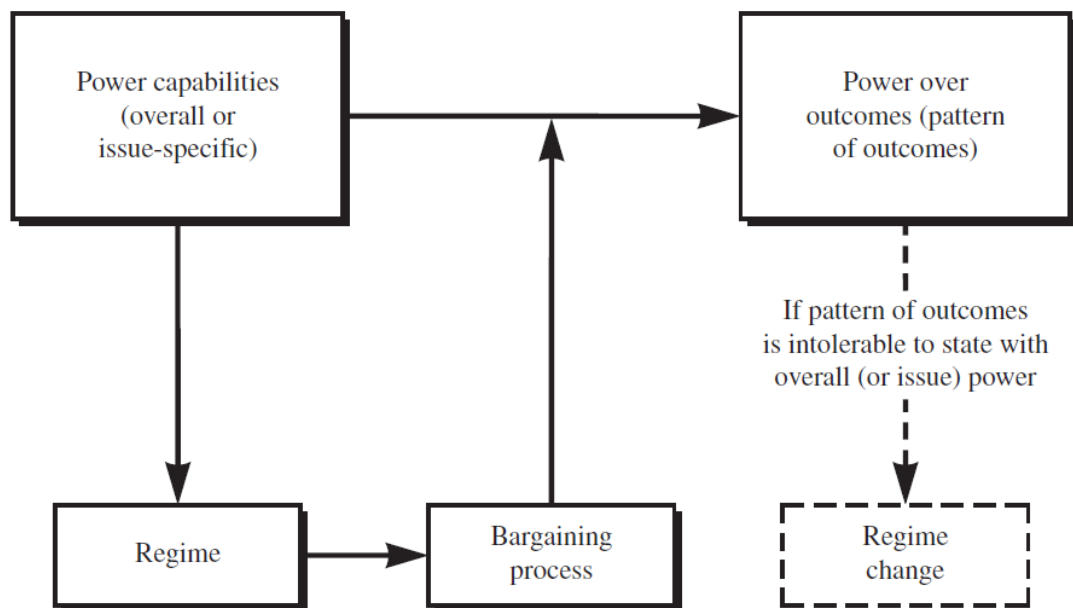 Power capabilities
(overall or
issue-specific)
Power over
outcomes (pattern
of outcomes)
If pattern of outcomes
is intolerable to state with
overall (or issue) power
Regime
Bargaining
process
Regime
change